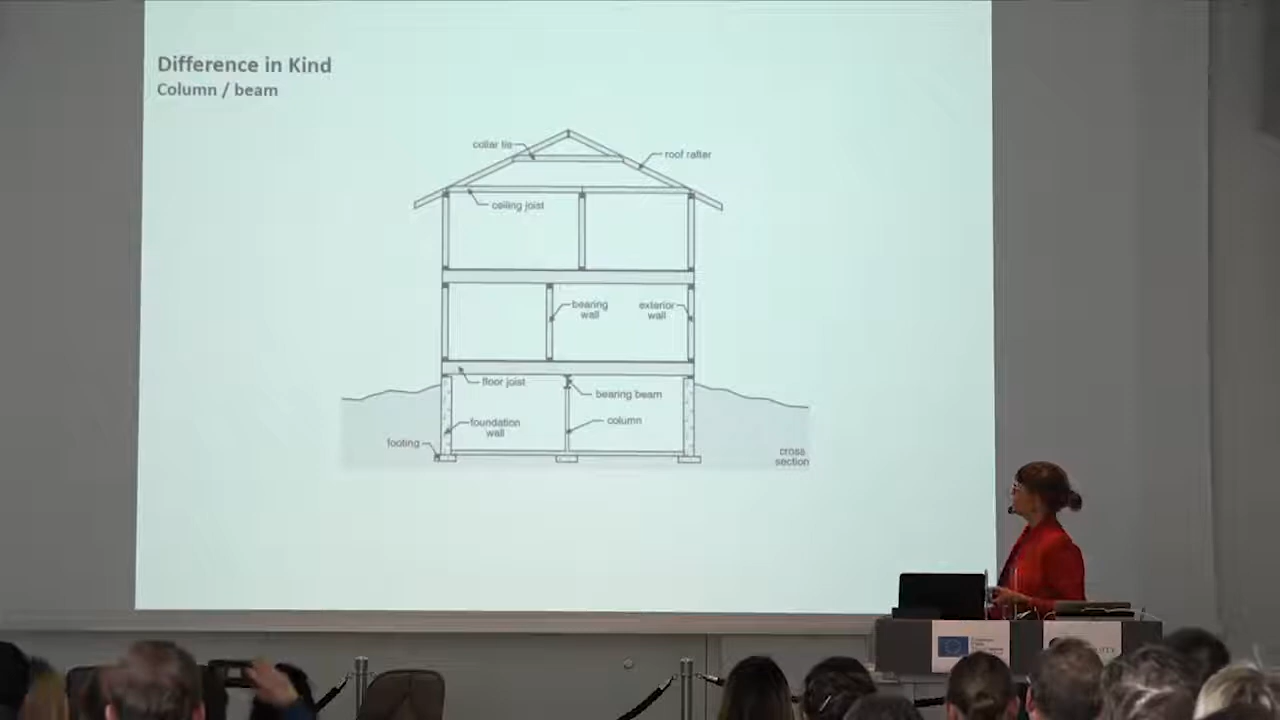 Difference in Kind
Column / beam
collar tie
roof rafter
ceiling joist
bearing
wall
exterior
wall
floor joist
bearing beam
column
foundation
wall
footing
cross
section